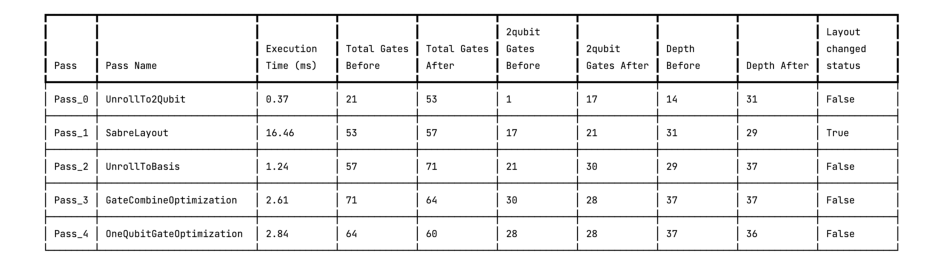 Pass | Pass Name | Execution Time (ms) | Total Gates Before | Total Gates After | 2qubit Gates Before | 2qubit Gates After | Depth Before | Depth After | Layout changed status
Pass_0 | UnrollTo2Qubit | 0.37 | 21 | 53 | 1 | 17 | 14 | 31 | False
Pass_1 | SabreLayout | 16.46 | 53 | 57 | 17 | 21 | 31 | 29 | True
Pass_2 | UnrollToBasis | 1.24 | 57 | 71 | 21 | 30 | 29 | 37 | False
Pass_3 | GateCombineOptimization | 2.61 | 71 | 64 | 30 | 28 | 37 | 37 | False
Pass_4 | OneQubitGateOptimization | 2.84 | 64 | 60 | 28 | 28 | 37 | 36 | False